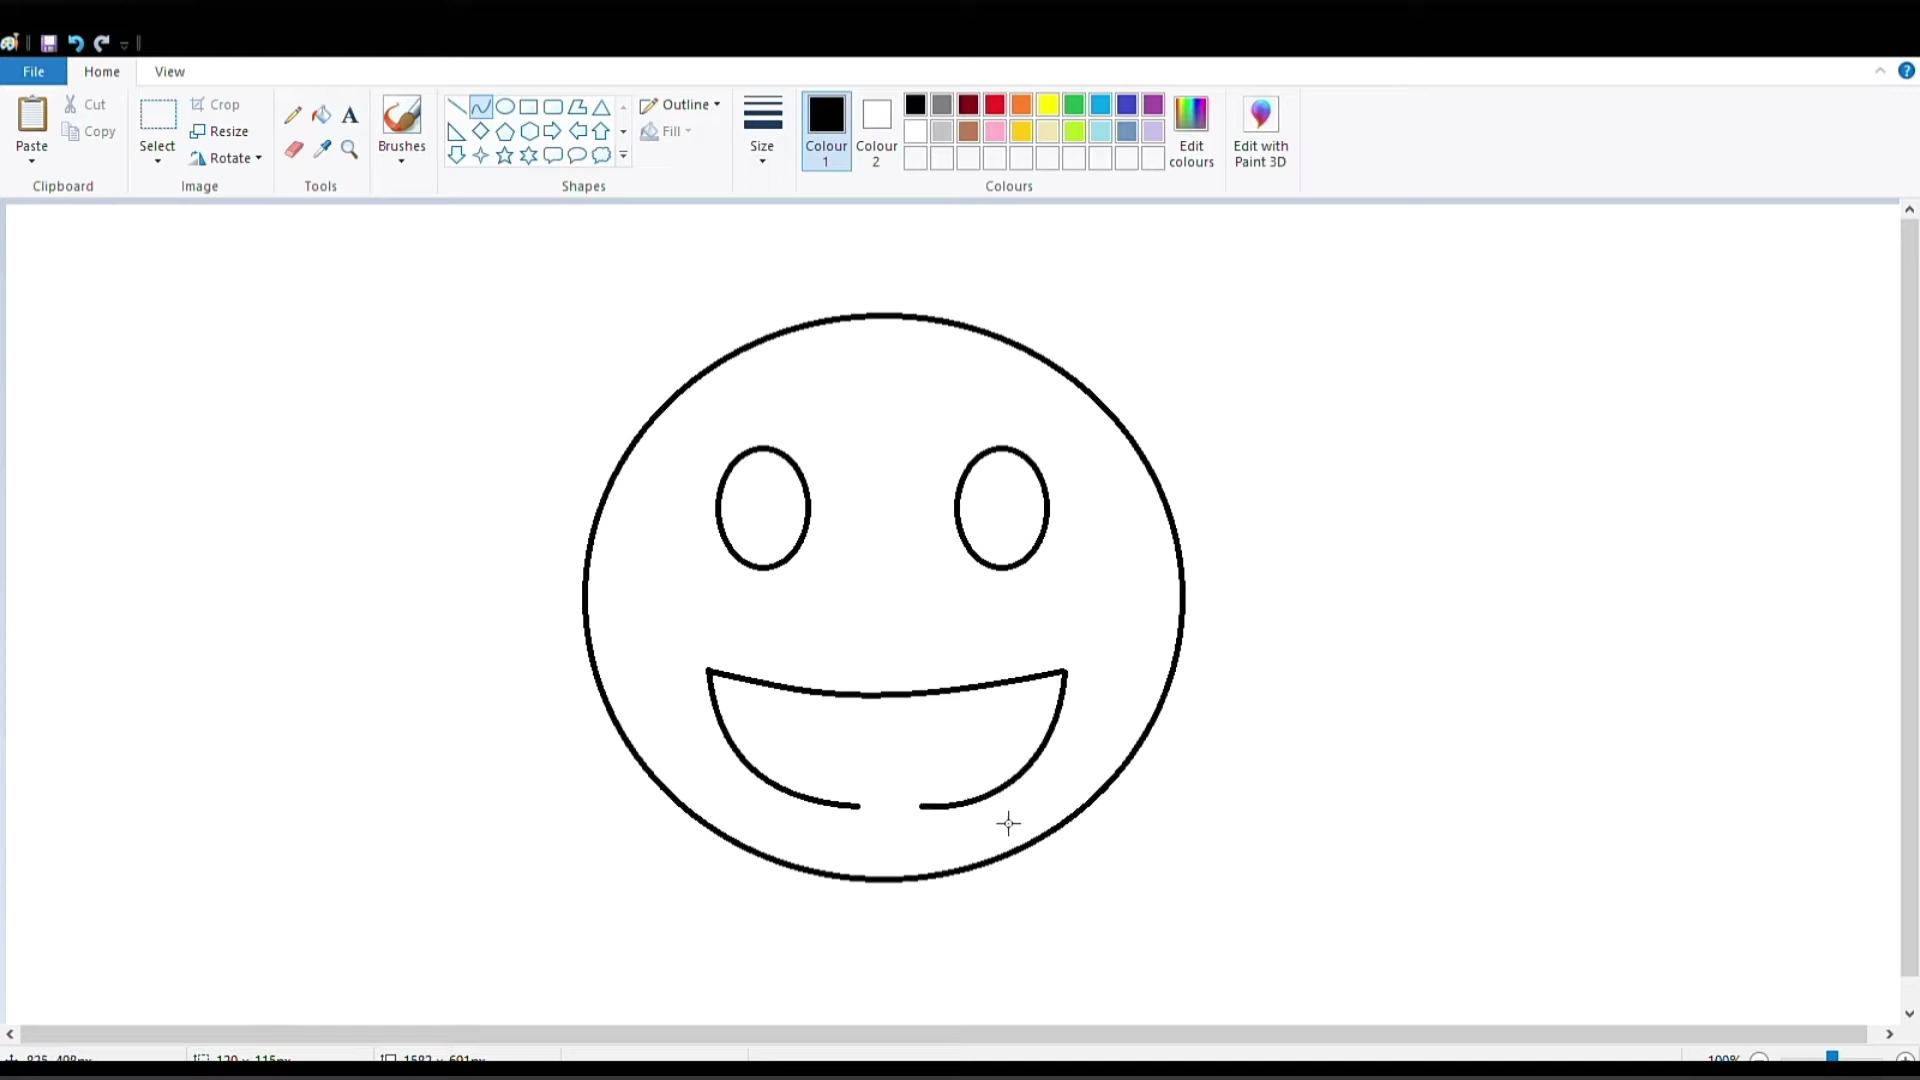 File Home View
Paste
Cut
Copy
Clipboard
Select
Crop
Resize
Rotate
Image
A
Tools
Brushes
Shapes
Outline
Fill
Size
Colour
1
Colour
2
Edit
colours
Colours
Edit with
Paint 3D
?
100%